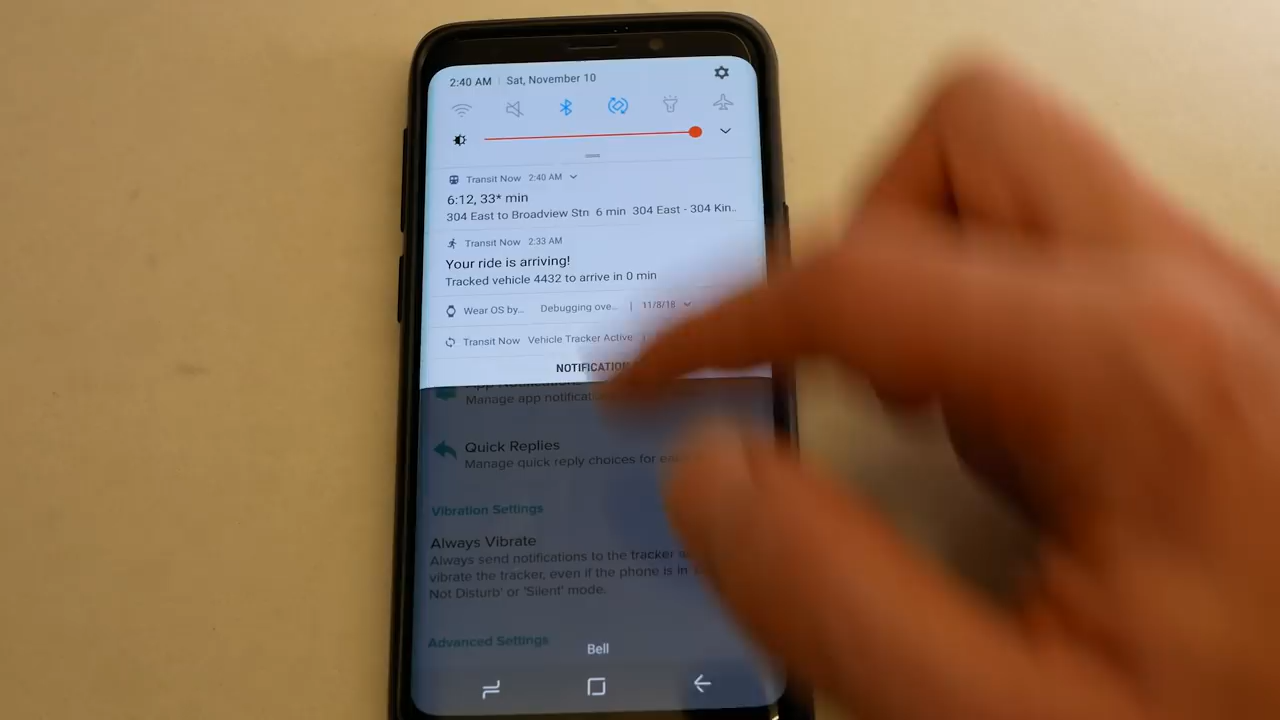 2:40 AM | Sat, November 10
Transit Now 2:40 AM
6:12, 33* min
304 East to Broadview Stn 6 min 304 East - 304 Kin..
Transit Now 2:33 AM
Your ride is arriving!
Tracked vehicle 4432 to arrive in 0 min
Wear OS by... Debugging ove... | 11/8/18
Transit Now Vehicle Tracker Active
NOTIFICATION
Manage app
Quick Replies
Manage quick reply choices for
Vibration Settings
Always Vibrate
Always send notifications to the tracker
vibrate the tracker, even if the phone is in
Not Disturb' or 'Silent' mode.
Advanced Settings
Bell